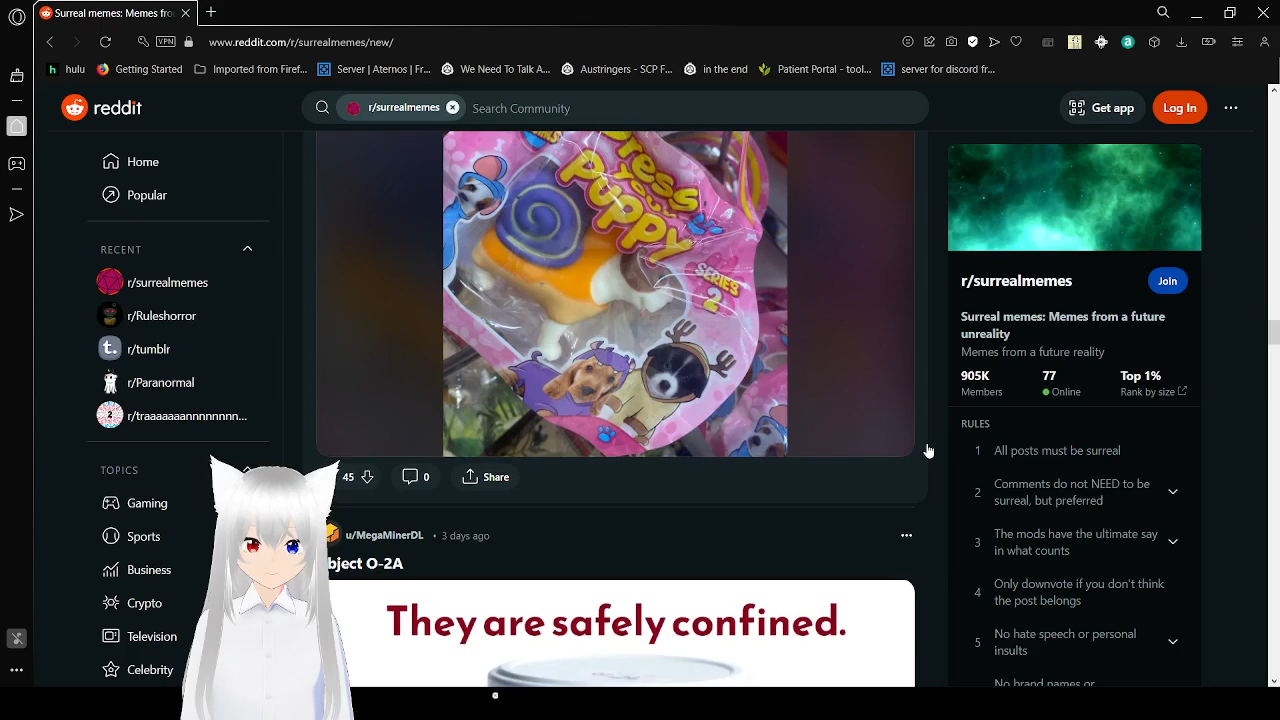 Surreal memes: Memes fro
VPN
www.reddit.com/r/surrealmemes/new/
h hulu
Getting Started
Imported from Firef...
Server | Aternos | Fr...
We Need To Talk A...
Austringers - SCP F...
in the end
Patient Portal - tool...
server for discord fr...
reddit
r/surrealmemes
Search Community
Get app
Log In
Home
Popular
RECENT
r/surrealmemes
r/Ruleshorror
t. r/tumblr
r/Paranormal
r/traaaaaaannnnnnnn...
TOPICS
Gaming
Sports
Business
Crypto
Television
Celebrity
Puppy
SERIES
2
45
0
Share
u/MegaMinerDL • 3 days ago
bject O-2A
They are safely confined.
r/surrealmemes
Join
Surreal memes: Memes from a future
unreality
Memes from a future reality
905K 77 Top 1%
Members Online Rank by size
RULES
1 All posts must be surreal
2 Comments do not NEED to be
surreal, but preferred
3 The mods have the ultimate say
in what counts
4 Only downvote if you don't think
the post belongs
5 No hate speech or personal
insults
No brand names or